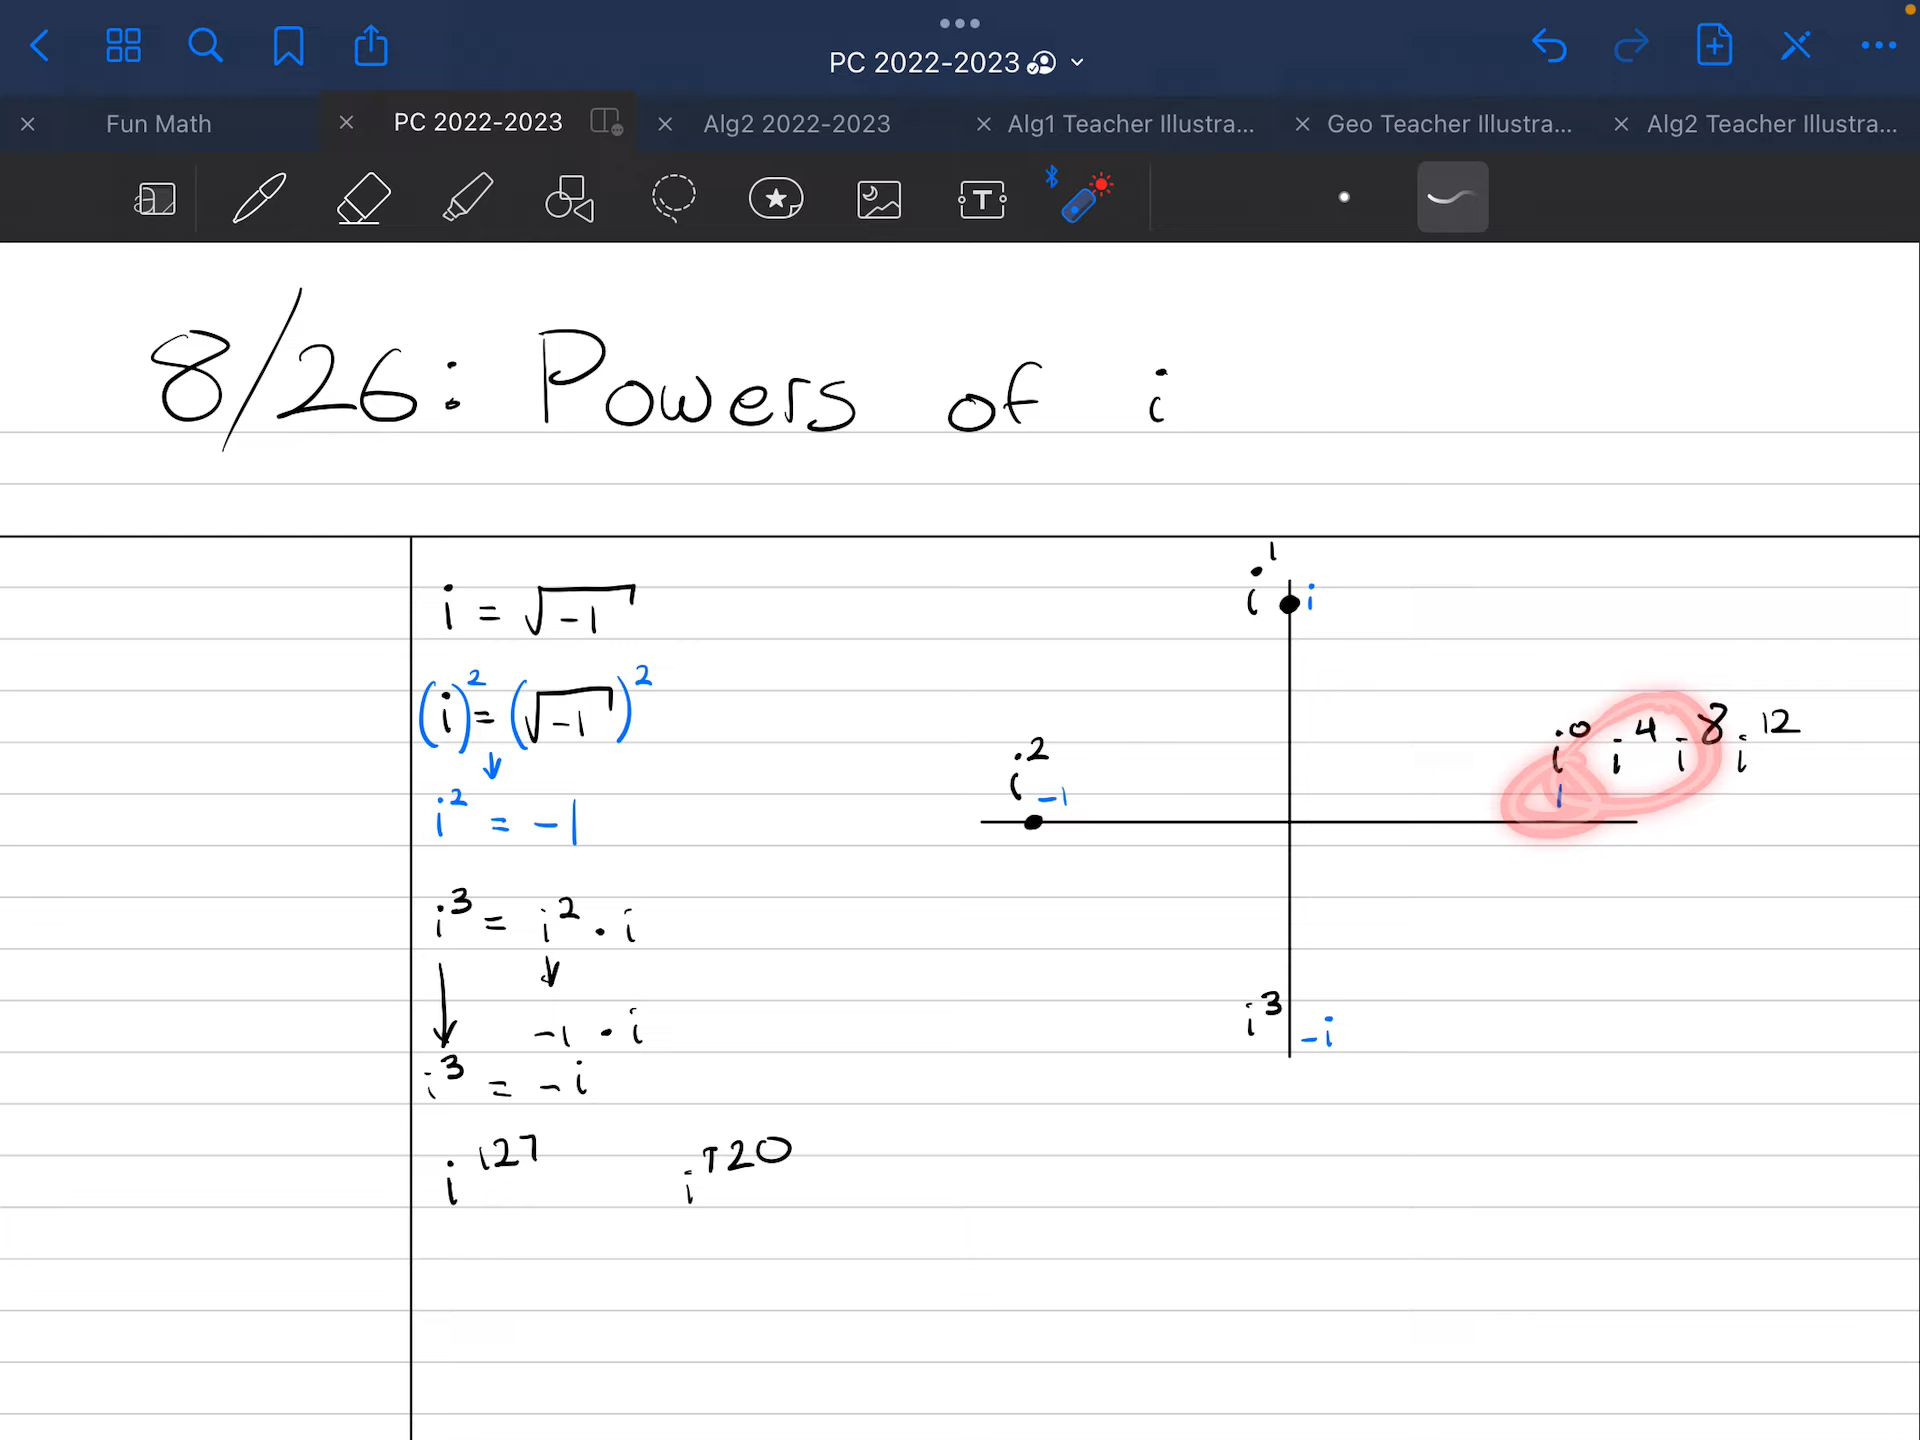 PC 2022-2023
Fun Math
PC 2022-2023
Alg2 2022-2023
Alg1 Teacher Illustra...
Geo Teacher Illustra...
Alg2 Teacher Illustra...
T
8/26: Powers of i
i = √-1
(i)² = (√-1)²
i² = -1
i³ = i² · i
-1 · i
i³ = -i
i¹²⁷ i⁷²⁰
i¹ i
i² -1
i⁰ i⁴ i⁸ i¹²
1
i³ -i